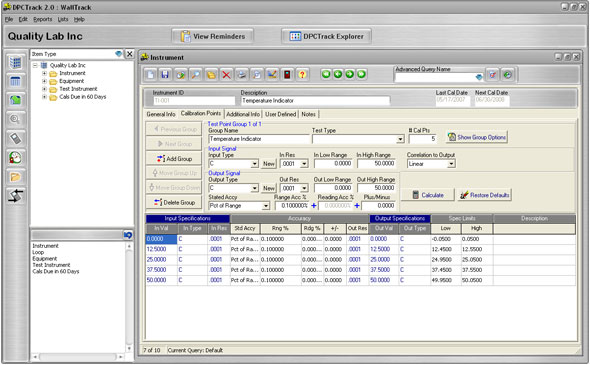 DPCTrack 2.0 : WallTrack
File Edit Reports Lists Help
Quality Lab Inc
View Reminders
DPCTrack Explorer
Item Type
Quality Lab Inc
Instrument
Equipment
Test Instrument
Cals Due in 60 Days
Instrument
Loop
Equipment
Test Instrument
Cals Due in 60 Days
Instrument
Advanced Query Name
Instrument ID Description Last Cal Date Next Cal Date
TI-001 Temperature Indicator 05/17/2007 06/30/2008
General Info Calibration Points Additional Info User Defined Notes
Previous Group
Next Group
Add Group
Move Group Up
Move Group Down
Delete Group
Test Point Group 1 of 1
Group Name Test Type # Cal Pts
Temperature Indicator 5 Show Group Options
Input Signal
Input Type In Res In Low Range In High Range Correlation to Output
C New .0001 0.0000 50.0000 Linear
Output Signal
Output Type Out Res Out Low Range Out High Range
C New .0001 0.0000 50.0000
Stated Accy Range Acc % Reading Acc % Plus/Minus
Pct of Range 0.100000% + 0.000000% + 0.0000
Calculate Restore Defaults
Input Specifications Accuracy Output Specifications Spec Limits Description
In Val In Type In Res Std Accy Rng % Rdg % +/- Out Res Out Val Out Type Low High
0.0000 C .0001 Pct of Ra... 0.100000 0.000... 0.0000 .0001 0.0000 C -0.0500 0.0500
12.5000 C .0001 Pct of Ra... 0.100000 0.000... 0.0000 .0001 12.5000 C 12.4500 12.5500
25.0000 C .0001 Pct of Ra... 0.100000 0.000... 0.0000 .0001 25.0000 C 24.9500 25.0500
37.5000 C .0001 Pct of Ra... 0.100000 0.000... 0.0000 .0001 37.5000 C 37.4500 37.5500
50.0000 C .0001 Pct of Ra... 0.100000 0.000... 0.0000 .0001 50.0000 C 49.9500 50.0500
7 of 10 Current Query: Default